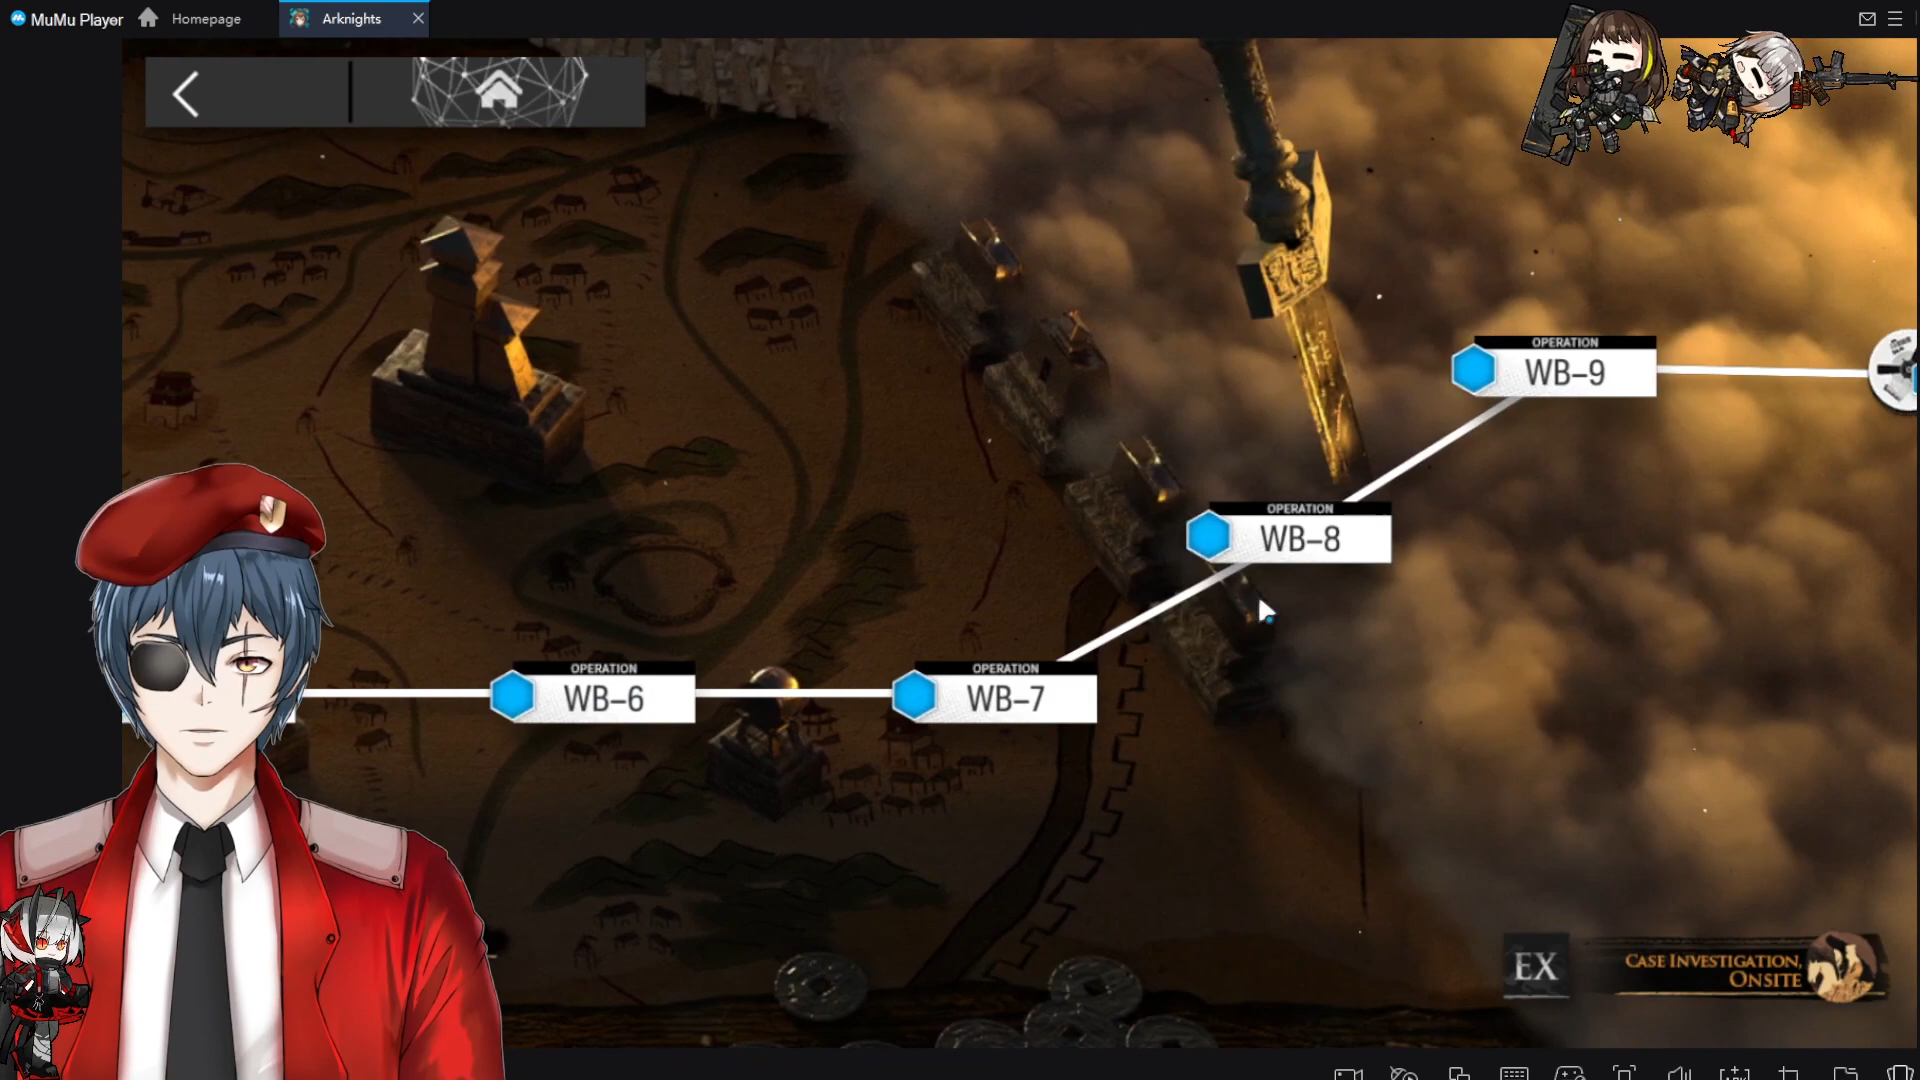 MuMu Player
Homepage
Arknights
OPERATION
WB-9
OPERATION
WB-8
OPERATION
WB-6
OPERATION
WB-7
EX
CASE INVESTIGATION,
ONSITE